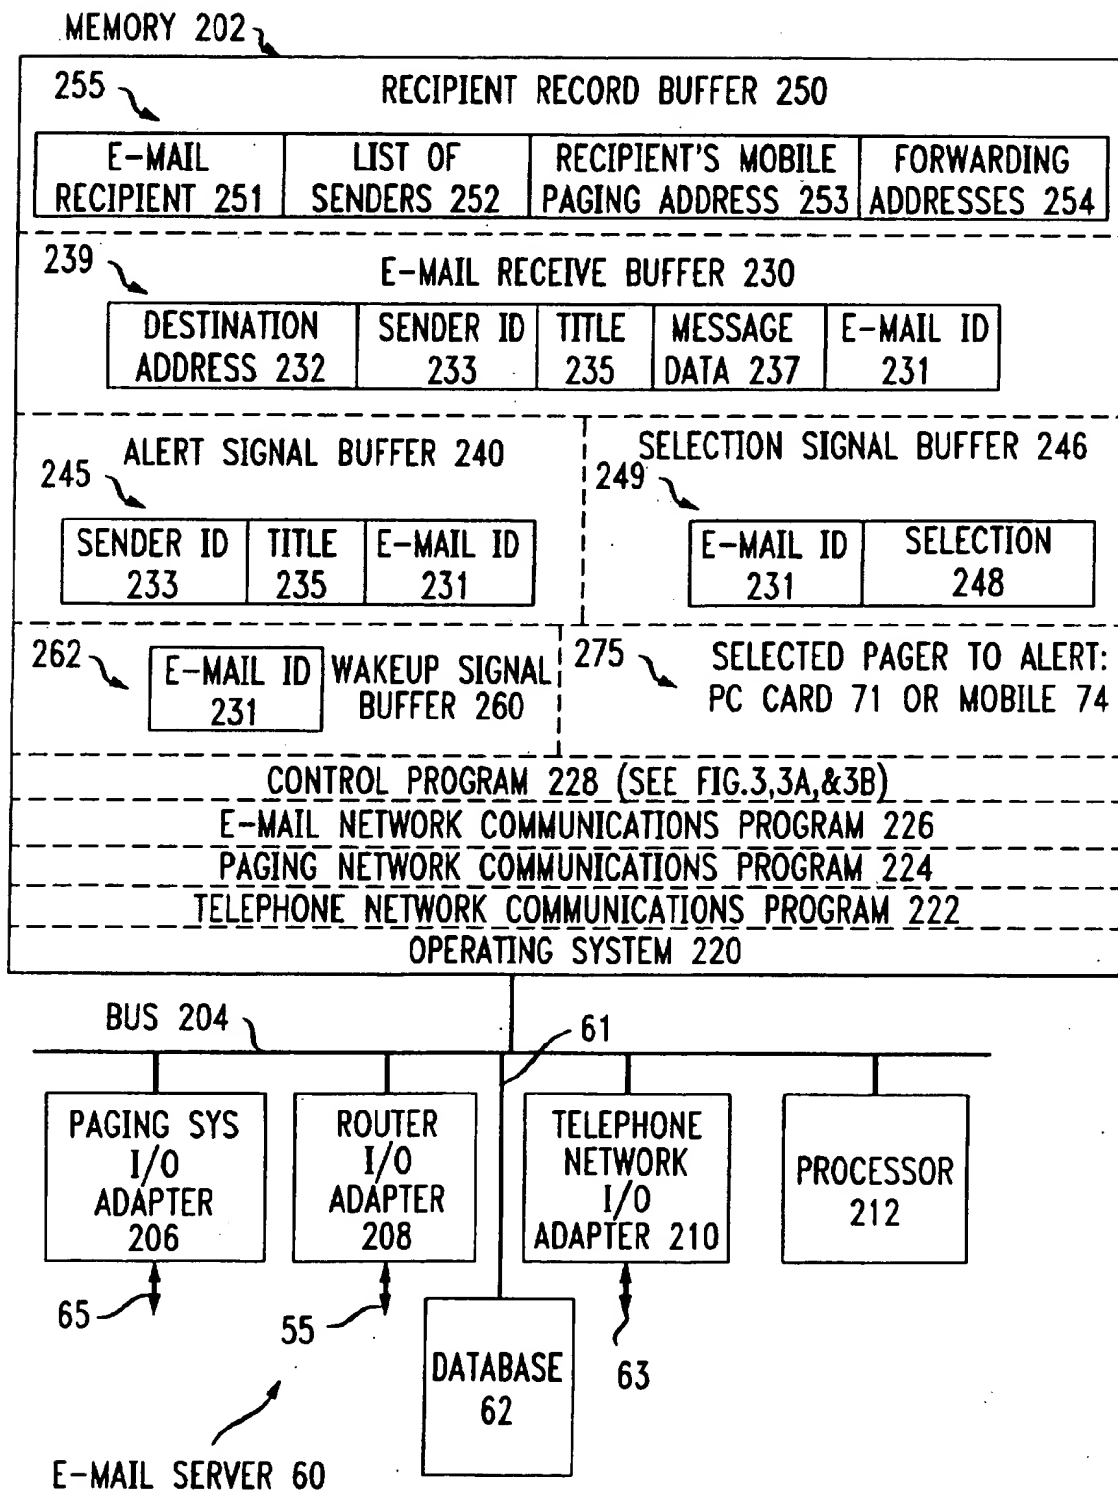 MEMORY 202
255
RECIPIENT RECORD BUFFER 250
E-MAIL
RECIPIENT 251
LIST OF
SENDERS 252
RECIPIENT'S MOBILE
PAGING ADDRESS 253
FORWARDING
ADDRESSES 254
239
E-MAIL RECEIVE BUFFER 230
DESTINATION
ADDRESS 232
SENDER ID
233
TITLE
235
MESSAGE
DATA 237
E-MAIL ID
231
ALERT SIGNAL BUFFER 240
245
SENDER ID
233
TITLE
235
E-MAIL ID
231
SELECTION SIGNAL BUFFER 246
249
E-MAIL ID
231
SELECTION
248
262
E-MAIL ID
231
WAKEUP SIGNAL
BUFFER 260
275
SELECTED PAGER TO ALERT:
PC CARD 71 OR MOBILE 74
CONTROL PROGRAM 228 (SEE FIG.3,3A,&3B)
E-MAIL NETWORK COMMUNICATIONS PROGRAM 226
PAGING NETWORK COMMUNICATIONS PROGRAM 224
TELEPHONE NETWORK COMMUNICATIONS PROGRAM 222
OPERATING SYSTEM 220
BUS 204
61
PAGING SYS
I/O
ADAPTER
206
ROUTER
I/O
ADAPTER
208
TELEPHONE
NETWORK
I/O
ADAPTER 210
PROCESSOR
212
65
55
63
DATABASE
62
E-MAIL SERVER 60